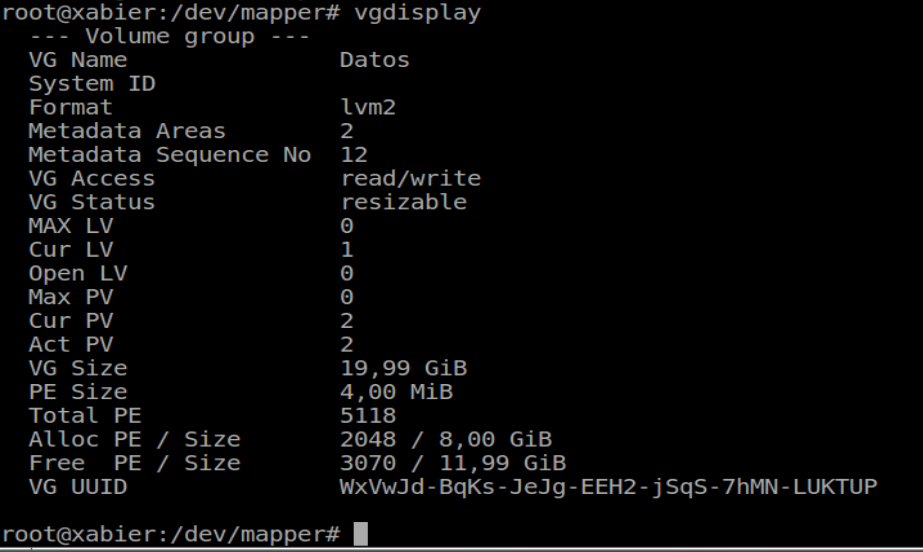 root@xabier:/dev/mapper# vgdisplay
--- Volume group ---
VG Name Datos
System ID
Format lvm2
Metadata Areas 2
Metadata Sequence No 12
VG Access read/write
VG Status resizable
MAX LV 0
Cur LV 1
Open LV 0
Max PV 0
Cur PV 2
Act PV 2
VG Size 19,99 GiB
PE Size 4,00 MiB
Total PE 5118
Alloc PE / Size 2048 / 8,00 GiB
Free  PE / Size 3070 / 11,99 GiB
VG UUID WxVwJd-BqKs-JeJg-EEH2-jSqS-7hMN-LUKTUP
root@xabier:/dev/mapper#